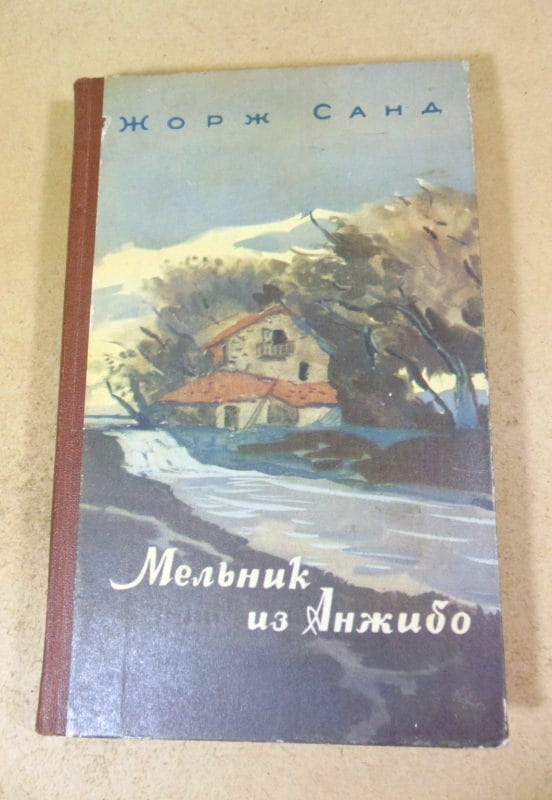 Жорж Санд
Мельник
из Анжибо